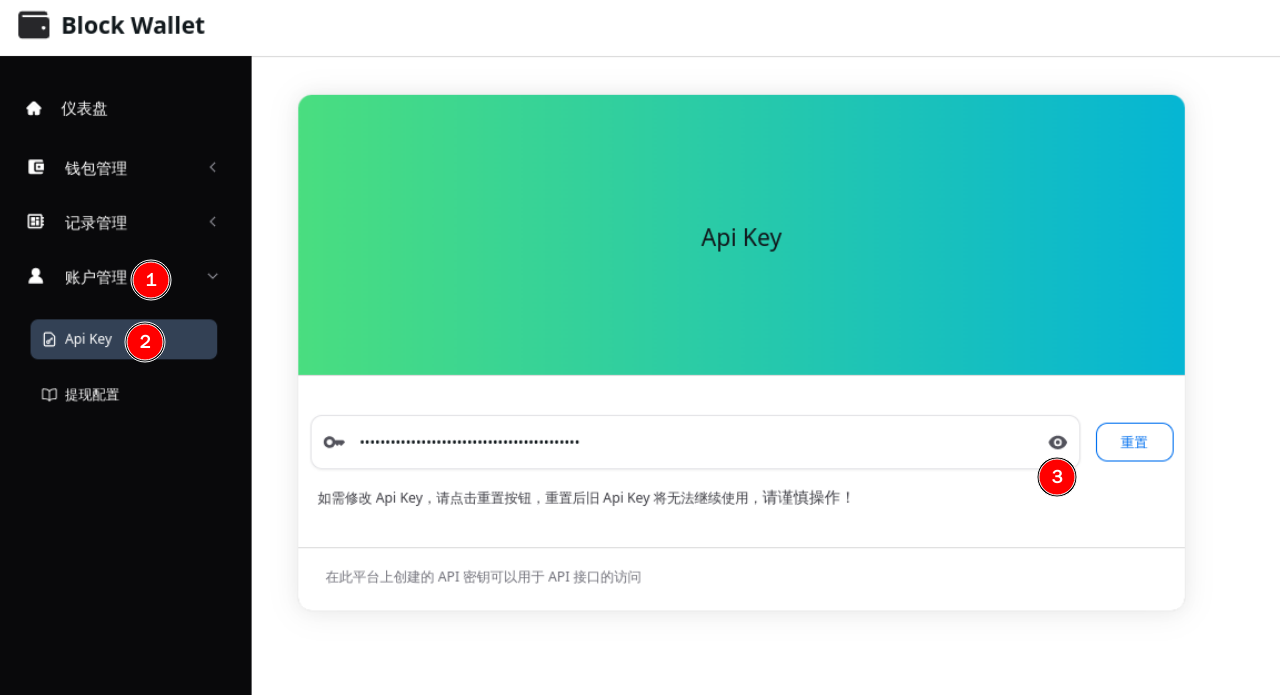 Block Wallet
仪表盘
钱包管理
记录管理
账户管理 1
Api Key 2
提现配置
Api Key
••••••••••••••••••••••••••••••••••••••••••• 重置
3
如需修改 Api Key，请点击重置按钮，重置后旧 Api Key 将无法继续使用，请谨慎操作！
在此平台上创建的 API 密钥可以用于 API 接口的访问